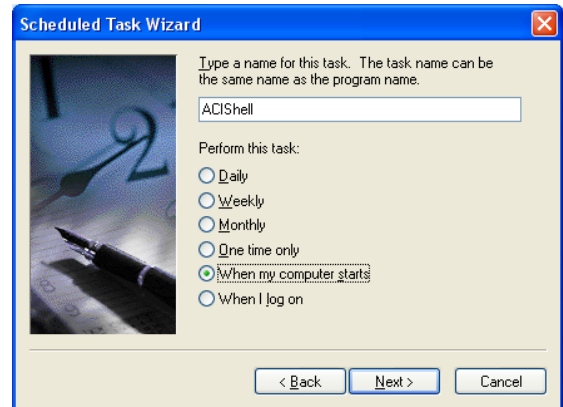 Scheduled Task Wizard
Type a name for this task. The task name can be
the same name as the program name.
ACIShell
Perform this task:
Daily
Weekly
Monthly
One time only
When my computer starts
When I log on
< Back
Next >
Cancel